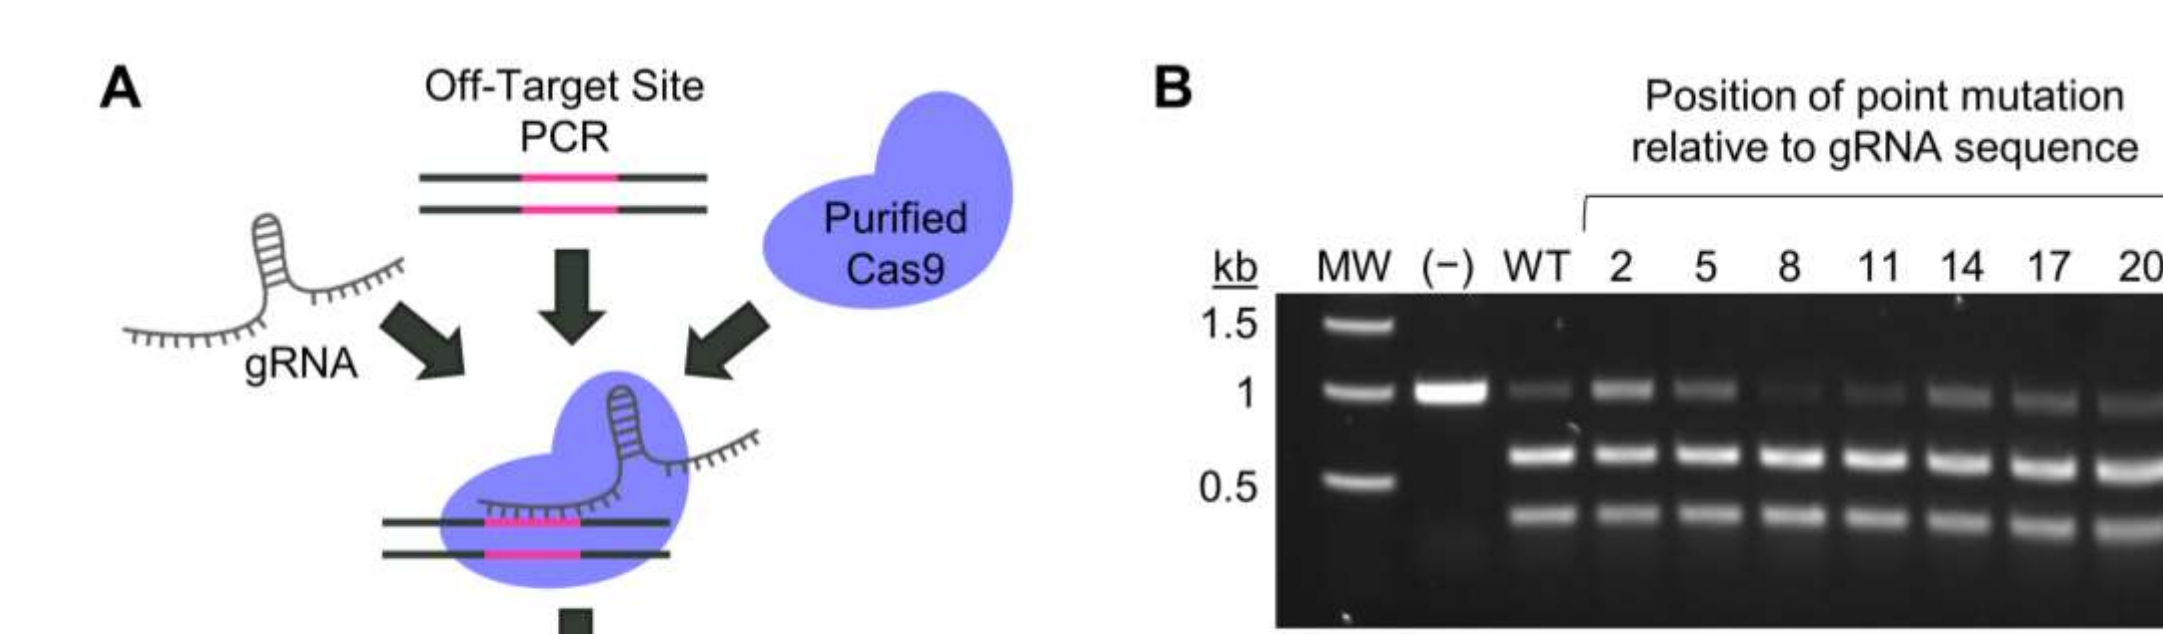 A
Off-Target Site
PCR
Purified
Cas9
gRNA
B
Position of point mutation
relative to gRNA sequence
kb MW (−) WT 2 5 8 11 14 17 20
1.5
1
0.5